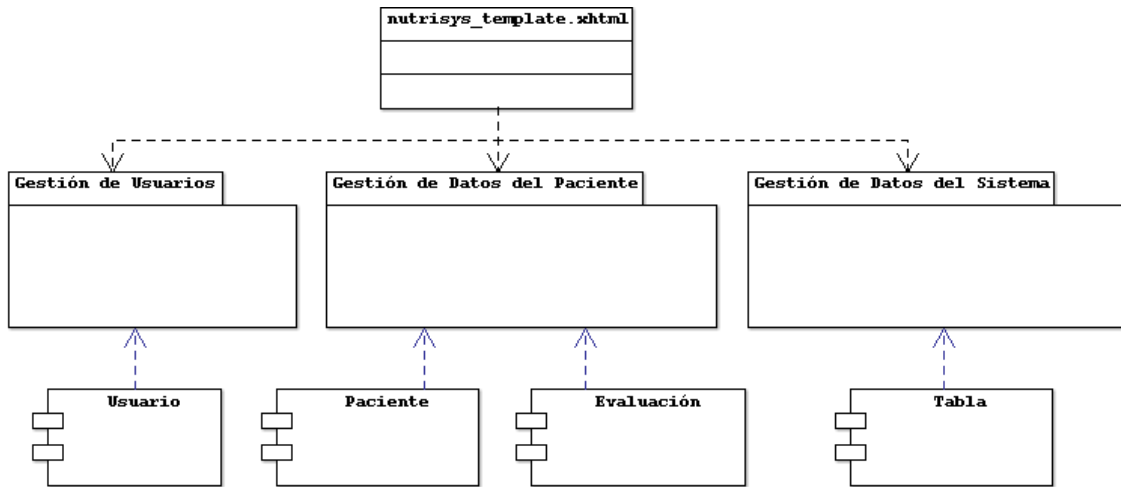 nutrisys_template.xhtml
Gestión de Usuarios
Gestión de Datos del Paciente
Gestión de Datos del Sistema
Usuario
Paciente
Evaluación
Tabla